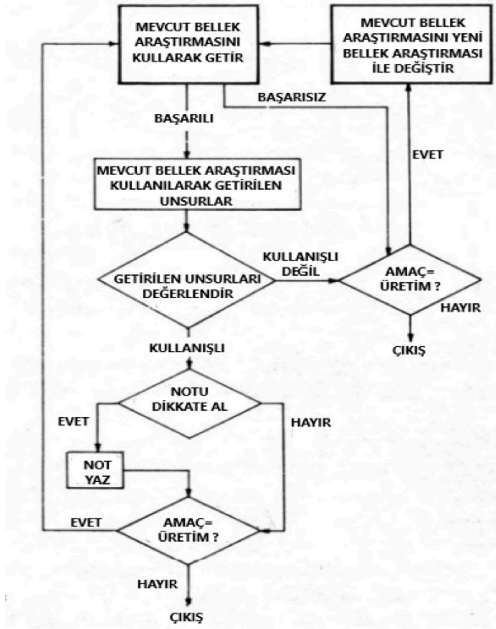 MEVCUT BELLEK
ARAŞTIRMASINI
KULLARAK GETİR
MEVCUT BELLEK
ARAŞTIRMASINI YENİ
BELLEK ARAŞTIRMASI
İLE DEĞİŞTİR
BAŞARISIZ
BAŞARILI
EVET
MEVCUT BELLEK ARAŞTIRMASI
KULLANILARAK GETİRİLEN
UNSURLAR
GETİRİLEN UNSURLARI
DEĞERLENDİR
KULLANIŞLI
DEĞİL
AMAÇ=
ÜRETİM ?
HAYIR
ÇIKIŞ
KULLANIŞLI
NOTU
DİKKATE AL
EVET
HAYIR
NOT
YAZ
EVET
AMAÇ=
ÜRETİM ?
HAYIR
ÇIKIŞ